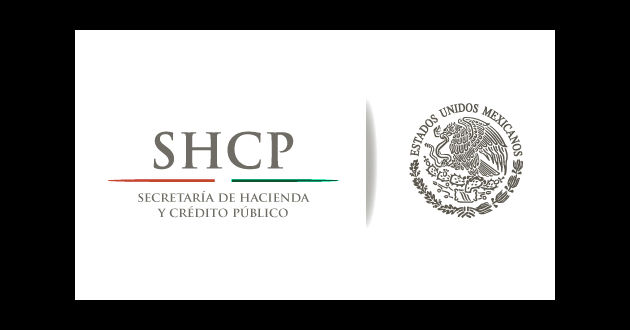 SHCP
SECRETARÍA DE HACIENDA
Y CRÉDITO PÚBLICO
ESTADOS UNIDOS MEXICANOS